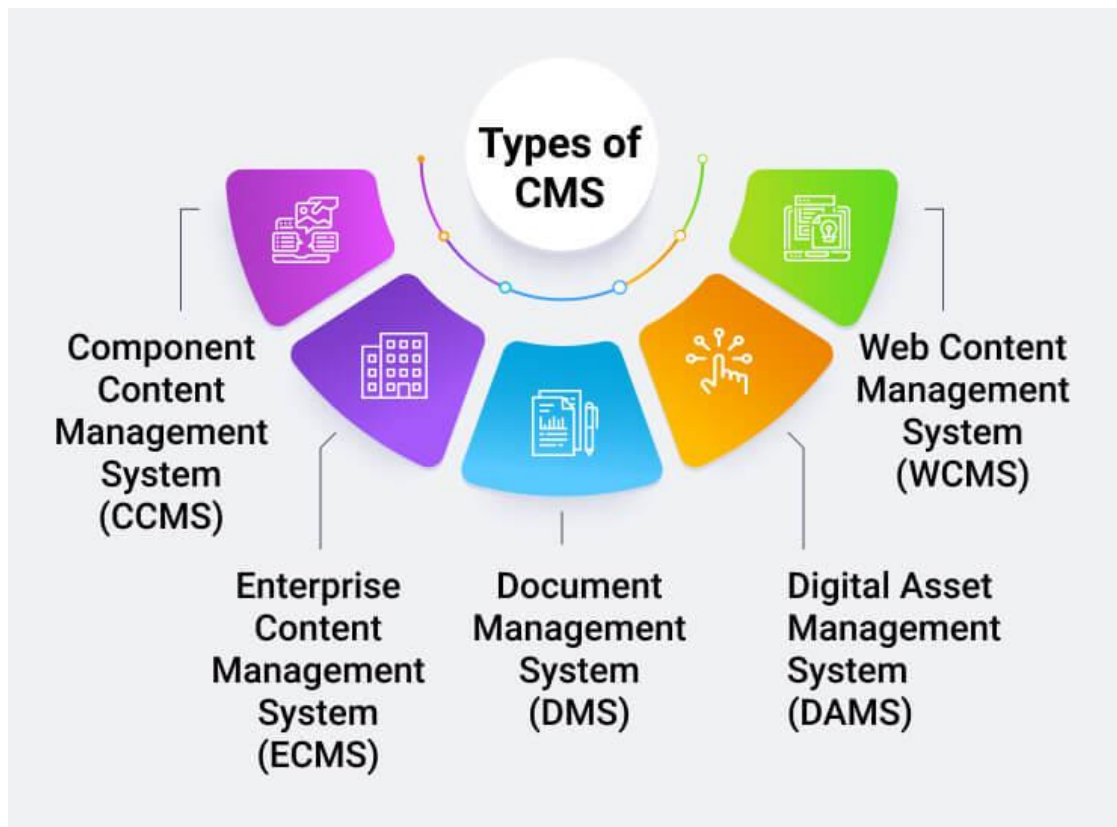 Types of
CMS
Component
Content
Management
System
(CCMS)
Enterprise
Content
Management
System
(ECMS)
Document
Management
System
(DMS)
Digital Asset
Management
System
(DAMS)
Web Content
Management
System
(WCMS)